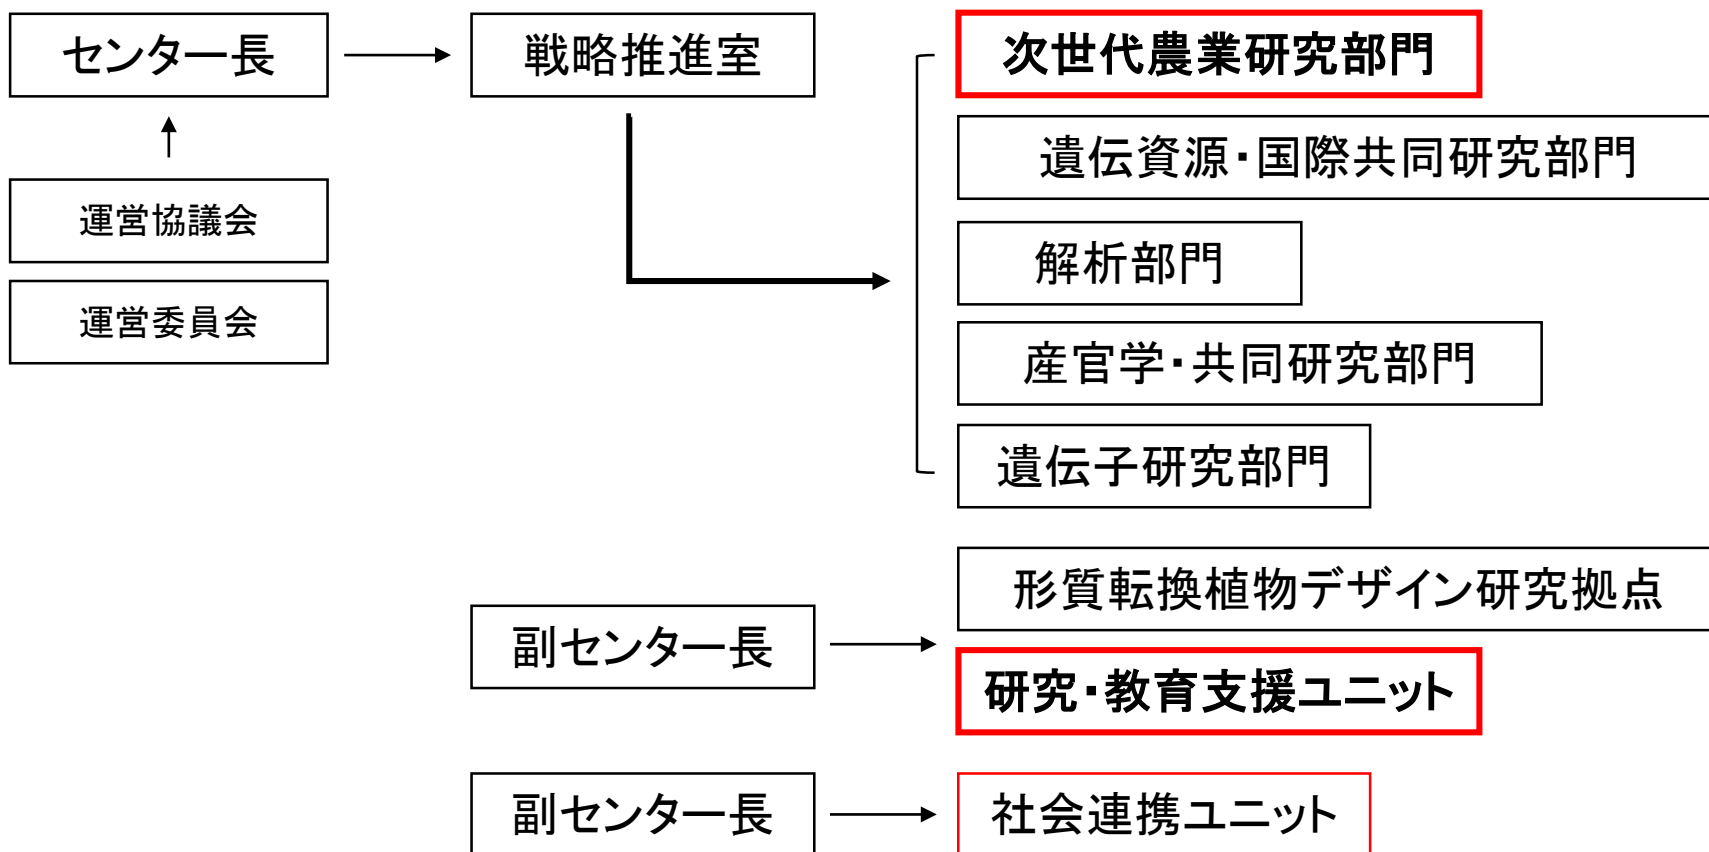 センター長
戦略推進室
次世代農業研究部門
遺伝資源・国際共同研究部門
運営協議会
解析部門
運営委員会
産官学・共同研究部門
遺伝子研究部門
形質転換植物デザイン研究拠点
副センター長
研究・教育支援ユニット
副センター長
社会連携ユニット